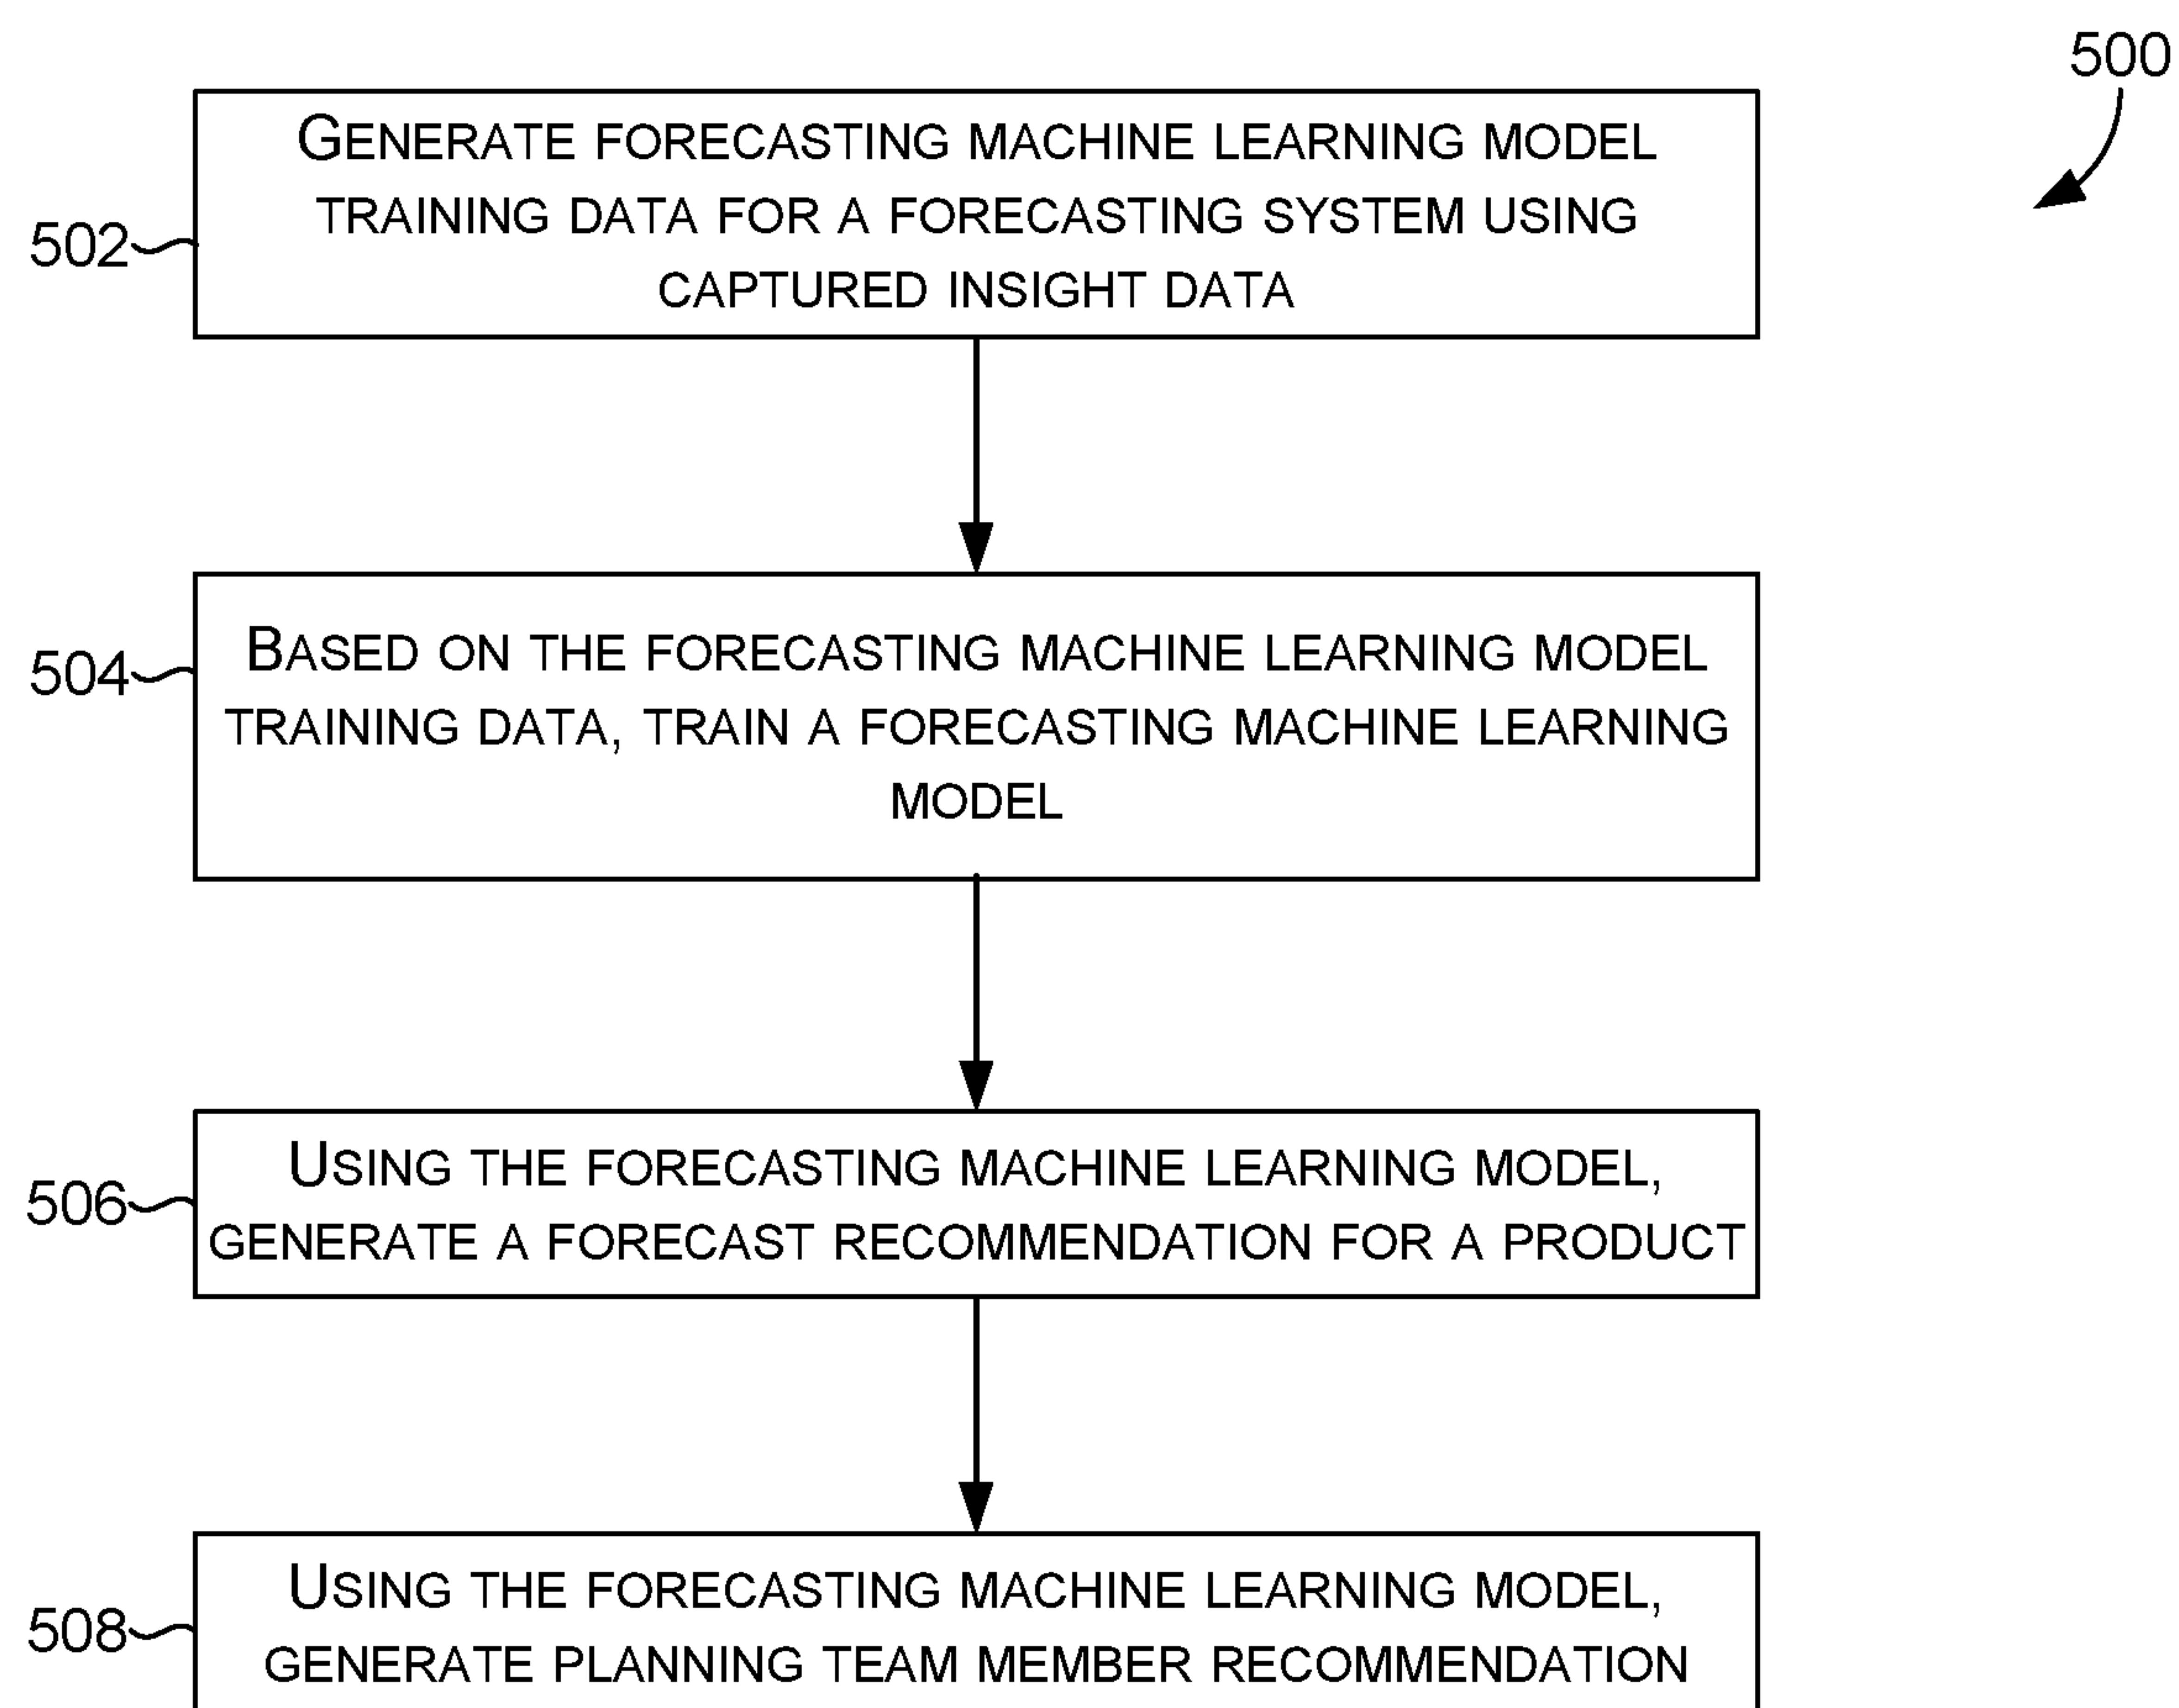 500
GENERATE FORECASTING MACHINE LEARNING MODEL
TRAINING DATA FOR A FORECASTING SYSTEM USING
CAPTURED INSIGHT DATA
502
BASED ON THE FORECASTING MACHINE LEARNING MODEL
TRAINING DATA, TRAIN A FORECASTING MACHINE LEARNING
MODEL
504
USING THE FORECASTING MACHINE LEARNING MODEL,
GENERATE A FORECAST RECOMMENDATION FOR A PRODUCT
506
USING THE FORECASTING MACHINE LEARNING MODEL,
GENERATE PLANNING TEAM MEMBER RECOMMENDATION
508